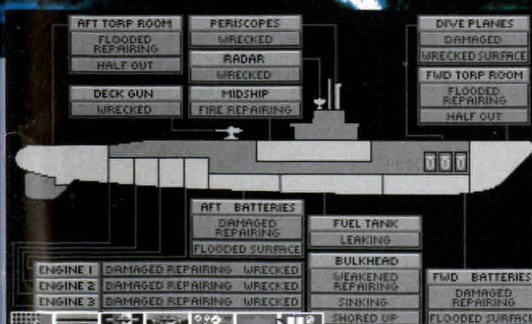 AFT TORP ROOM
FLOODED
REPAIRING
HALF OUT
PERISCOPES
WRECKED
RADAR
WRECKED
DECK GUN
WRECKED
MIDSHIP
FIRE REPAIRING
DIVE PLANES
DAMAGED
WRECKED SURFACE
FWD TORP ROOM
FLOODED
REPAIRING
HALF OUT
AFT BATTERIES
DAMAGED
REPAIRING
FLOODED SURFACE
FUEL TANK
LEAKING
BULKHEAD
WEAKENED
REPAIRING
SINKING
SHORED UP
ENGINE 1 DAMAGED REPAIRING WRECKED
ENGINE 2 DAMAGED REPAIRING WRECKED
ENGINE 3 DAMAGED REPAIRING WRECKED
FWD BATTERIES
DAMAGED
REPAIRING
FLOODED SURFACE